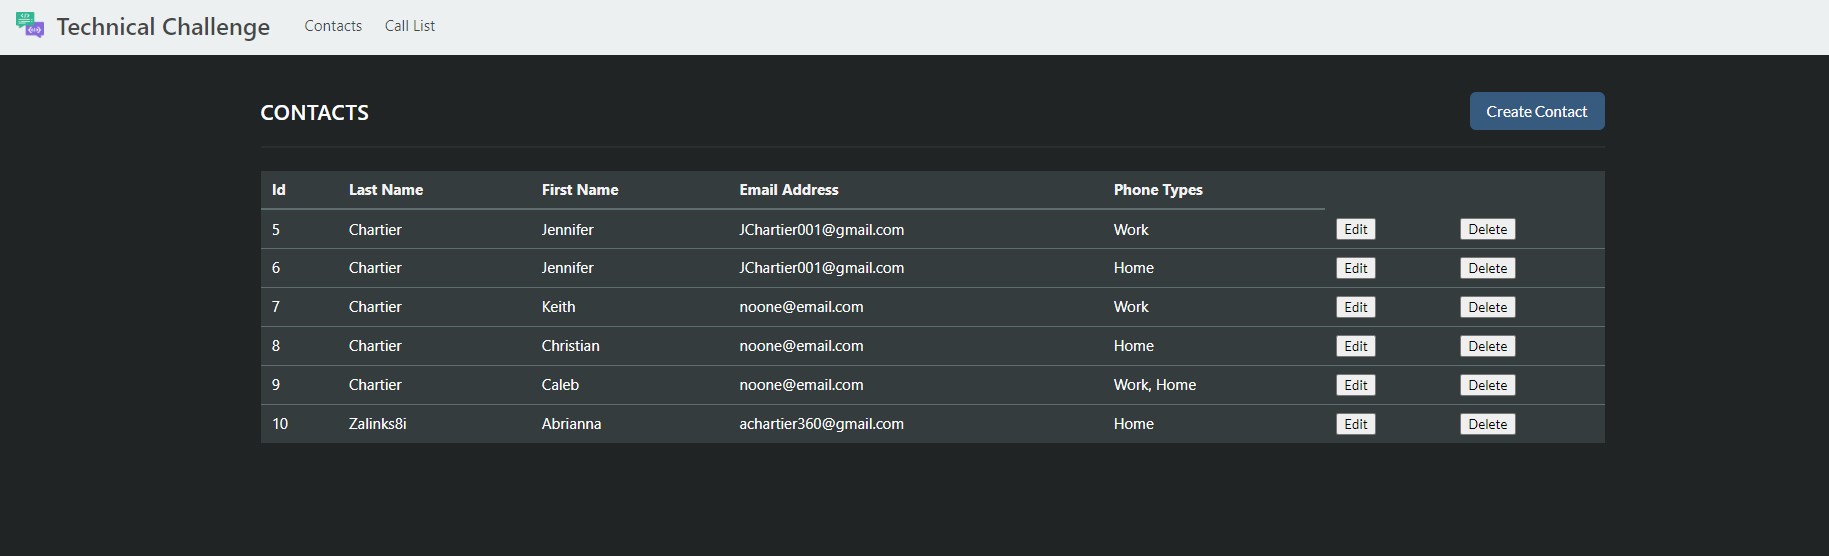 Technical Challenge Contacts Call List
CONTACTS Create Contact
Id Last Name First Name Email Address Phone Types
5 Chartier Jennifer JChartier001@gmail.com Work Edit Delete
6 Chartier Jennifer JChartier001@gmail.com Home Edit Delete
7 Chartier Keith noone@email.com Work Edit Delete
8 Chartier Christian noone@email.com Home Edit Delete
9 Chartier Caleb noone@email.com Work, Home Edit Delete
10 Zalinks8i Abrianna achartier360@gmail.com Home Edit Delete